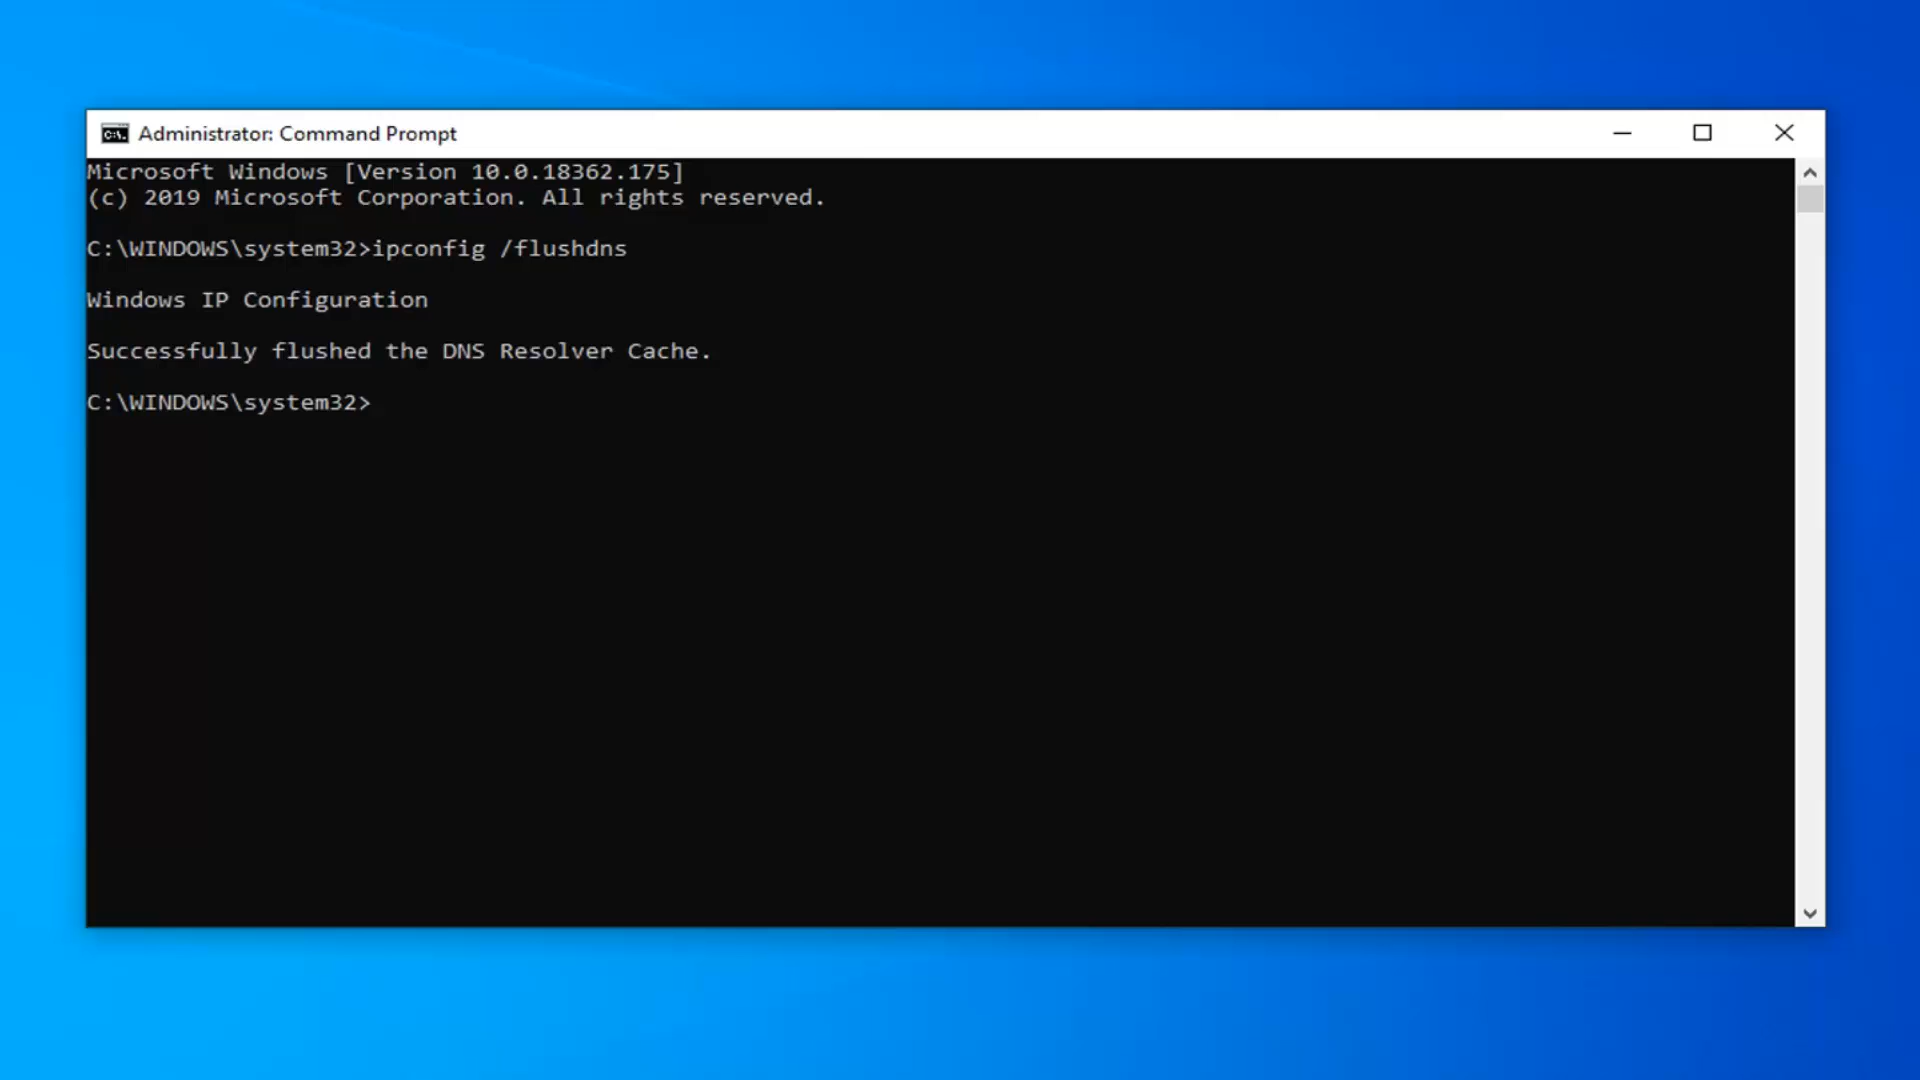 Administrator: Command Prompt
Microsoft Windows [Version 10.0.18362.175]
(c) 2019 Microsoft Corporation. All rights reserved.
C:\WINDOWS\system32>ipconfig /flushdns
Windows IP Configuration
Successfully flushed the DNS Resolver Cache.
C:\WINDOWS\system32>